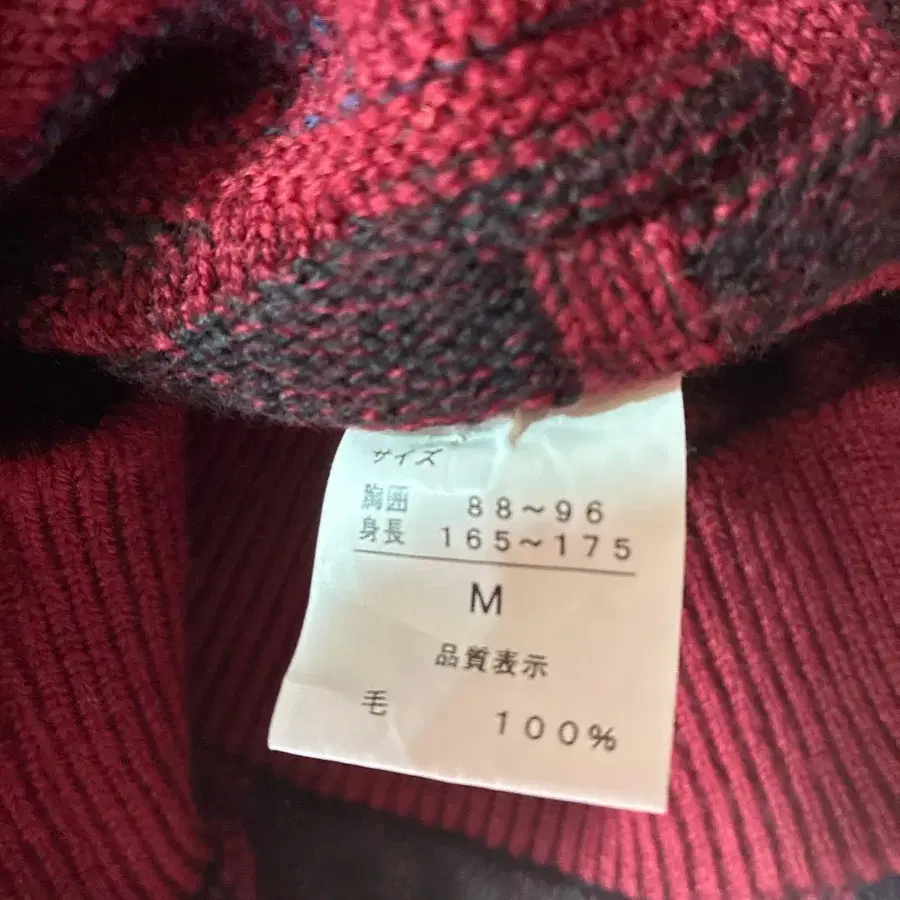 サイズ
胸囲 88~96
身長 165~175
M
品質表示
毛 100%